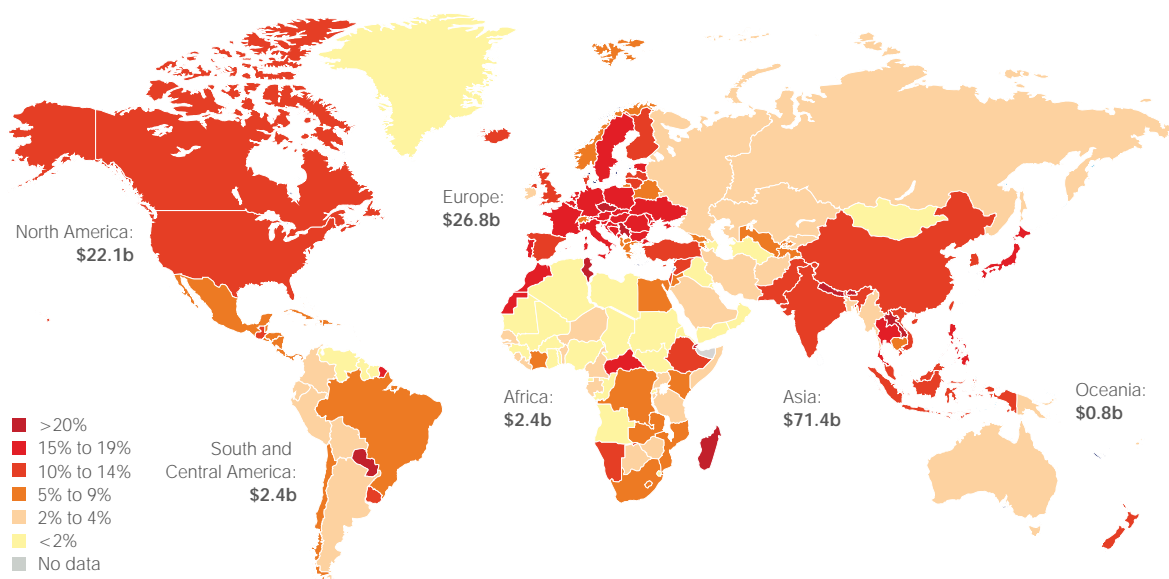 North America:
$22.1b
Europe:
$26.8b
Africa:
$2.4b
Asia:
$71.4b
Oceania:
$0.8b
South and
Central America:
$2.4b
>20%
15% to 19%
10% to 14%
5% to 9%
2% to 4%
<2%
No data